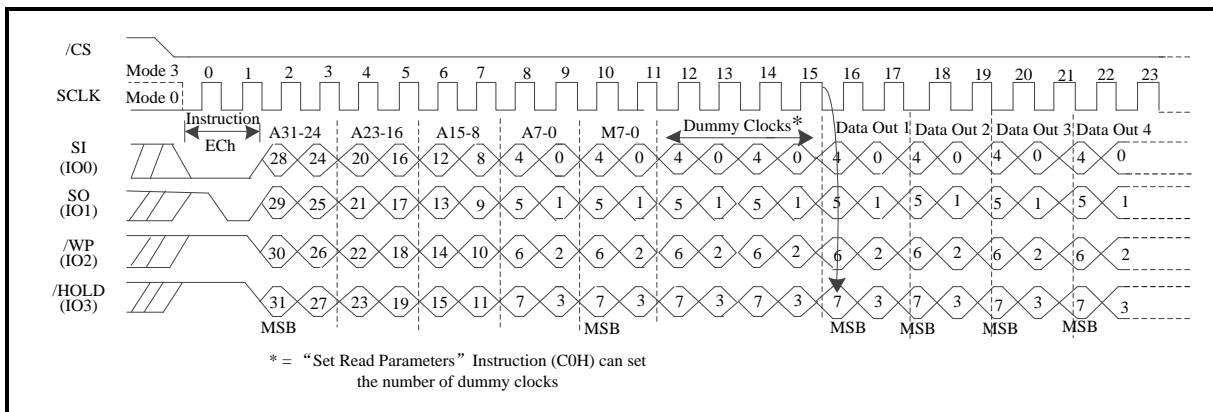 /CS
Mode 3 0 1 2 3 4 5 6 7 8 9 10 11 12 13 14 15 16 17 18 19 20 21 22 23
SCLK Mode 0
Instruction A31-24 A23-16 A15-8 A7-0 M7-0 Dummy Clocks* Data Out 1 Data Out 2 Data Out 3 Data Out 4
ECh
SI (IO0) 28 24 20 16 12 8 4 0 4 0 4 0 4 0 4 0 4 0 4 0 4 0
SO (IO1) 29 25 21 17 13 9 5 1 5 1 5 1 5 1 5 1 5 1 5 1 5 1
/WP (IO2) 30 26 22 18 14 10 6 2 6 2 6 2 6 2 6 2 6 2 6 2 6 2
/HOLD (IO3) 31 27 23 19 15 11 7 3 7 3 7 3 7 3 7 3 7 3 7 3 7 3
MSB MSB MSB MSB MSB MSB
* = “Set Read Parameters” Instruction (C0H) can set
the number of dummy clocks